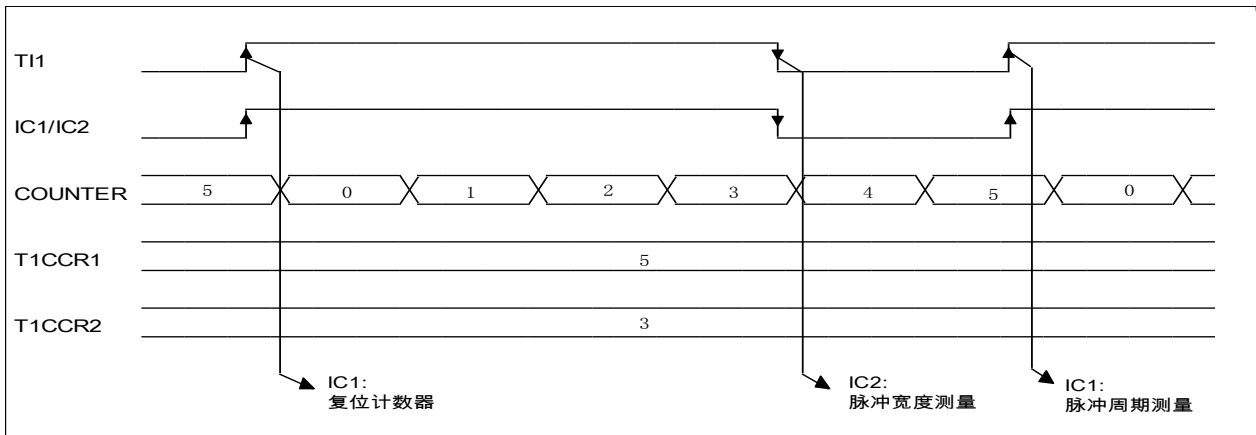 TI1
IC1/IC2
COUNTER 5 0 1 2 3 4 5 0
T1CCR1 5
T1CCR2 3
IC1:
复位计数器
IC2:
脉冲宽度测量
IC1:
脉冲周期测量